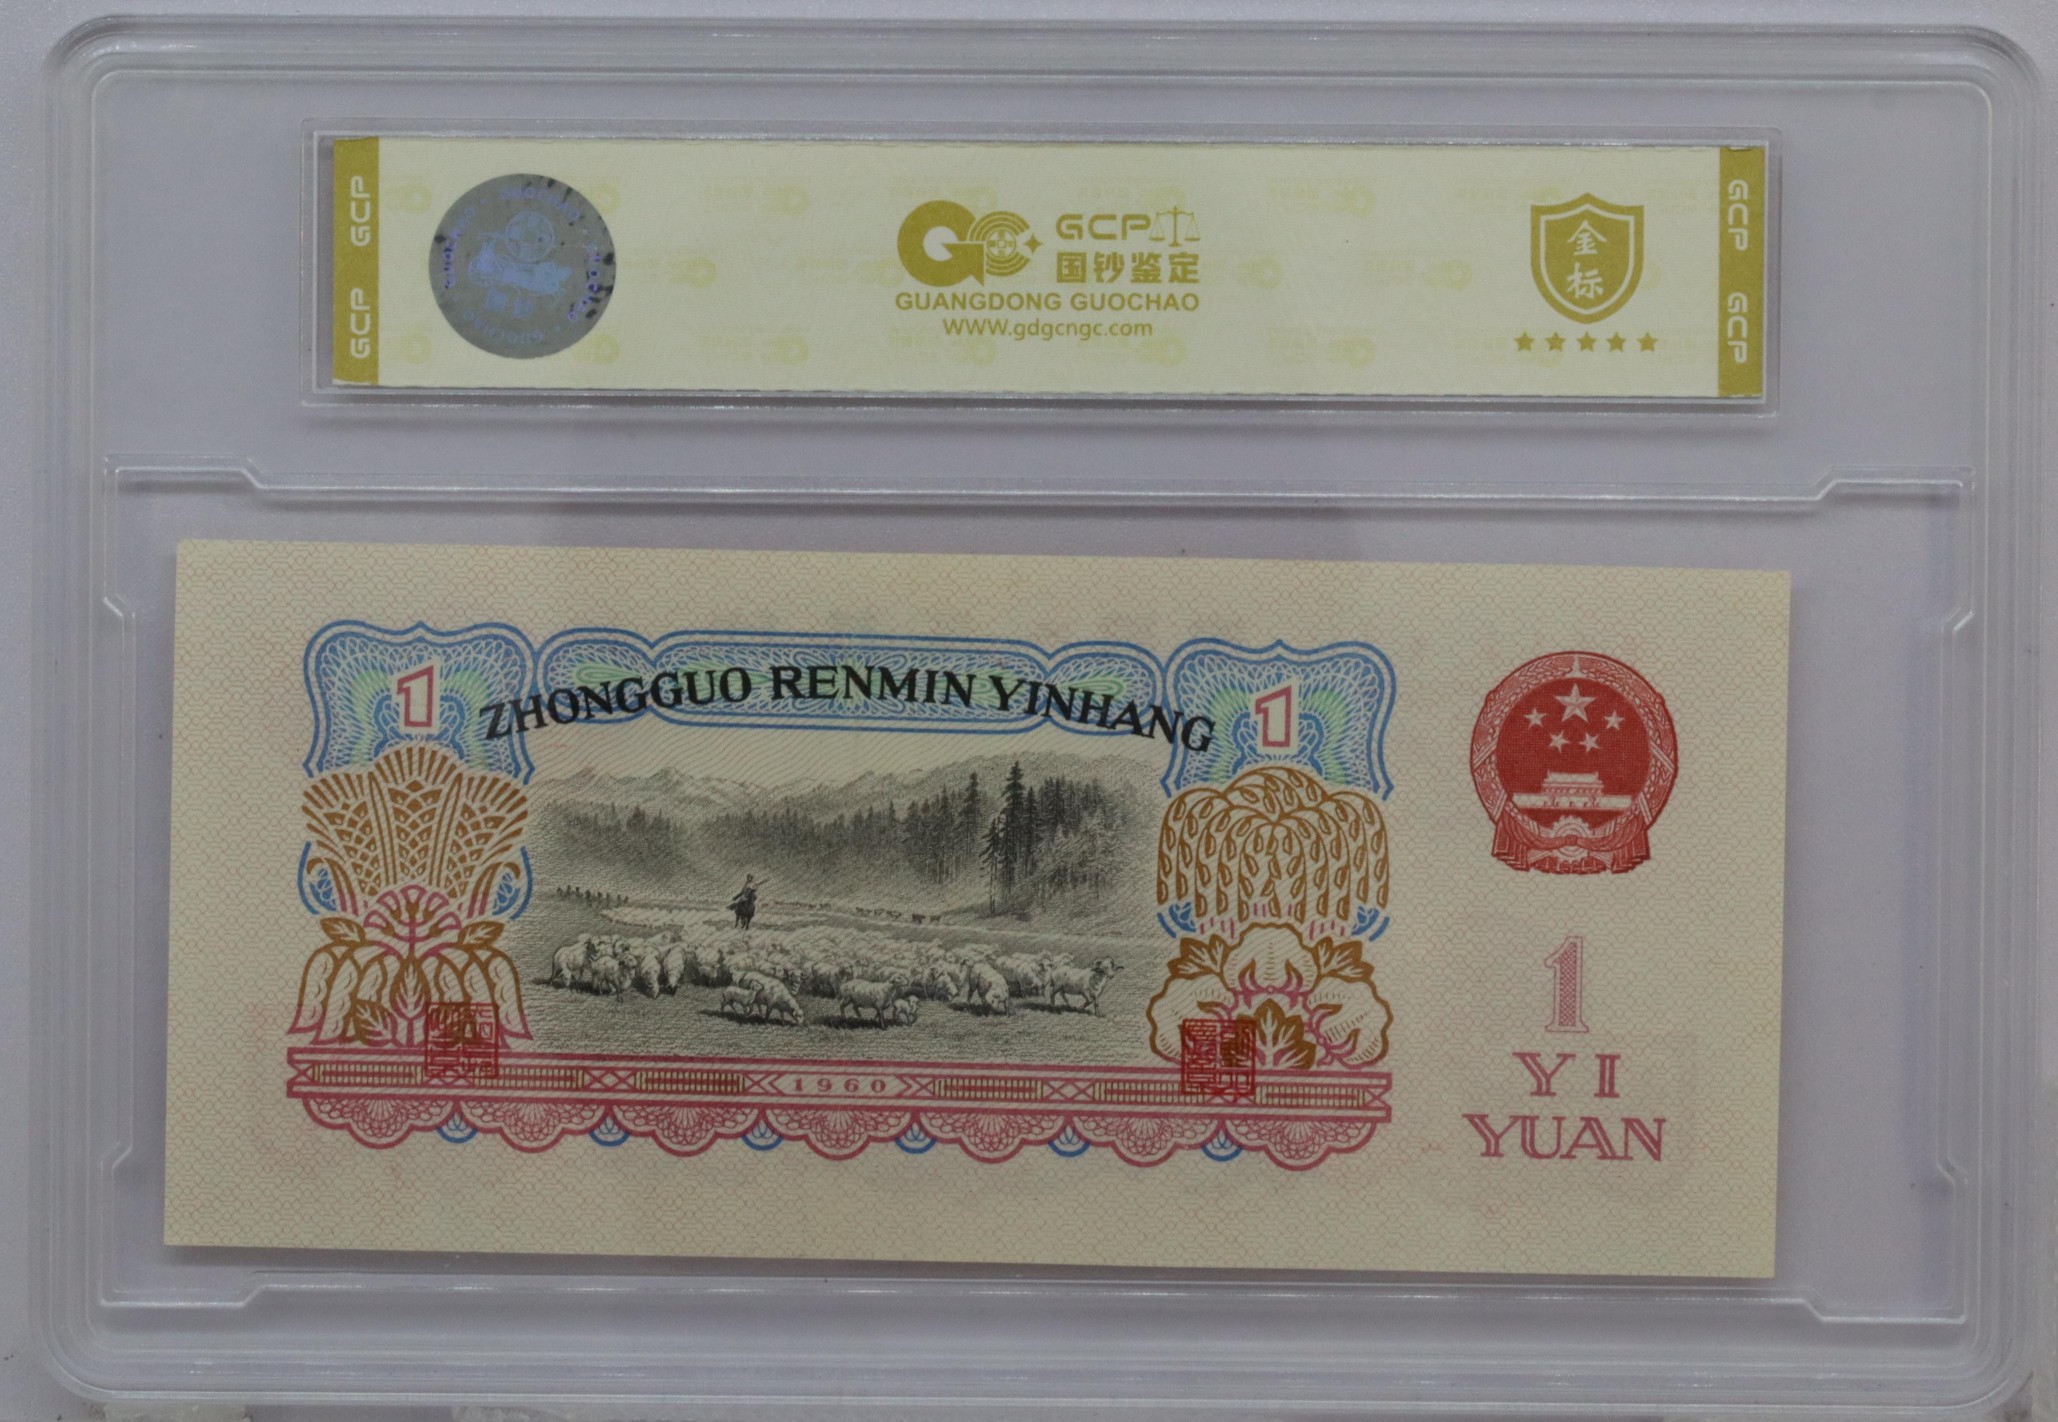 GCP GCP
GCP
国钞鉴定
GUANGDONG GUOCHAO
WWW.gdgcngc.com
金标
GCP GCP
1 ZHONGGUO RENMIN YINHANG 1
1960
1
YI
YUAN